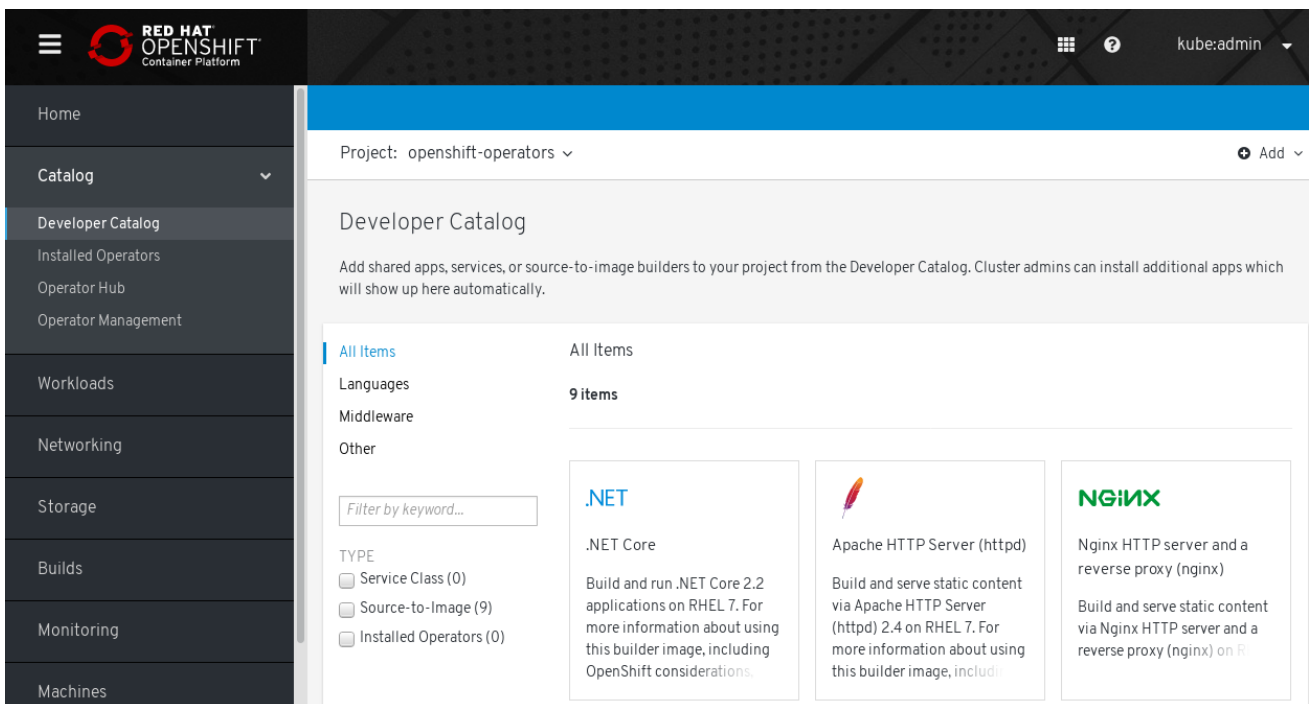 RED HAT
OPENSHIFT
Container Platform
kube:admin
Home
Catalog
Developer Catalog
Installed Operators
Operator Hub
Operator Management
Workloads
Networking
Storage
Builds
Monitoring
Machines
Project: openshift-operators
Add
Developer Catalog
Add shared apps, services, or source-to-image builders to your project from the Developer Catalog. Cluster admins can install additional apps which
will show up here automatically.
All Items
Languages
Middleware
Other
Filter by keyword...
TYPE
Service Class (0)
Source-to-Image (9)
Installed Operators (0)
All Items
9 items
.NET
.NET Core
Build and run .NET Core 2.2
applications on RHEL 7. For
more information about using
this builder image, including
OpenShift considerations,
Apache HTTP Server (httpd)
Build and serve static content
via Apache HTTP Server
(httpd) 2.4 on RHEL 7. For
more information about using
this builder image, includi
NGINX
Nginx HTTP server and a
reverse proxy (nginx)
Build and serve static content
via Nginx HTTP server and a
reverse proxy (nginx) on